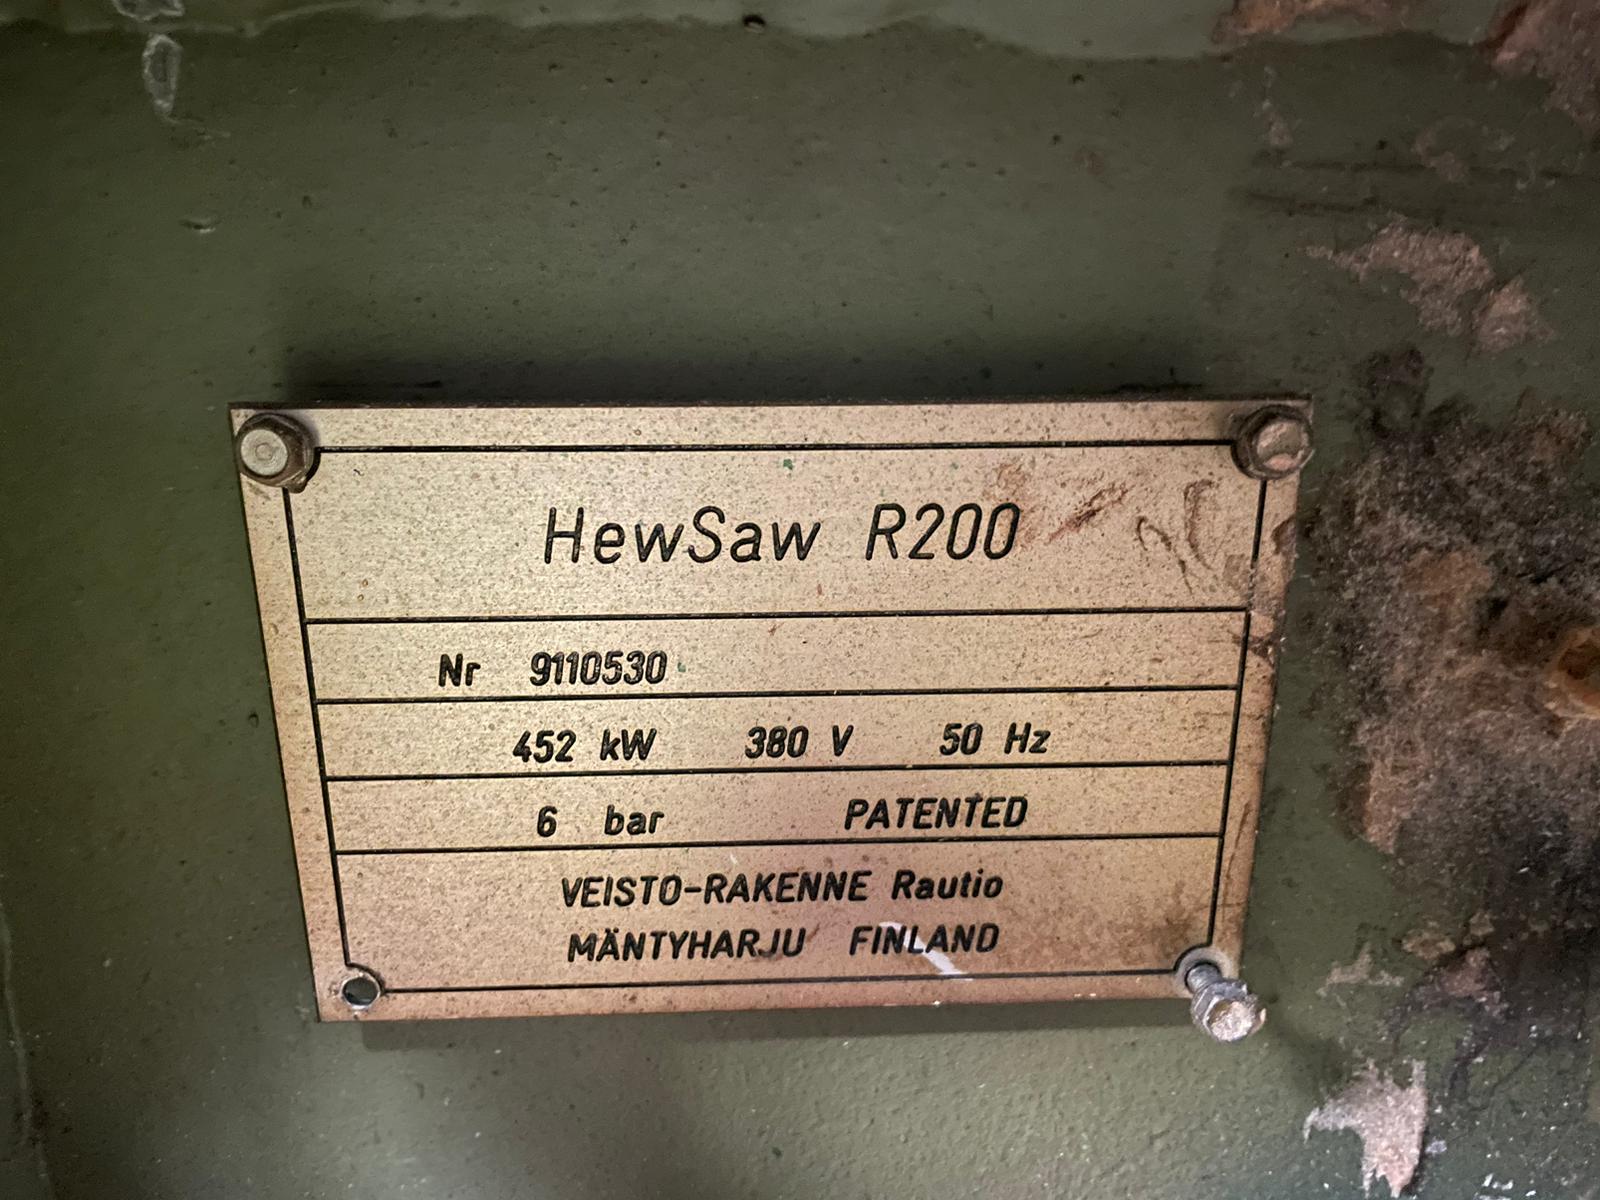 HewSaw R200
Nr 9110530
452 kW 380 V 50 Hz
6 bar PATENTED
VEISTO-RAKENNE Rautio
MÄNTYHARJU FINLAND